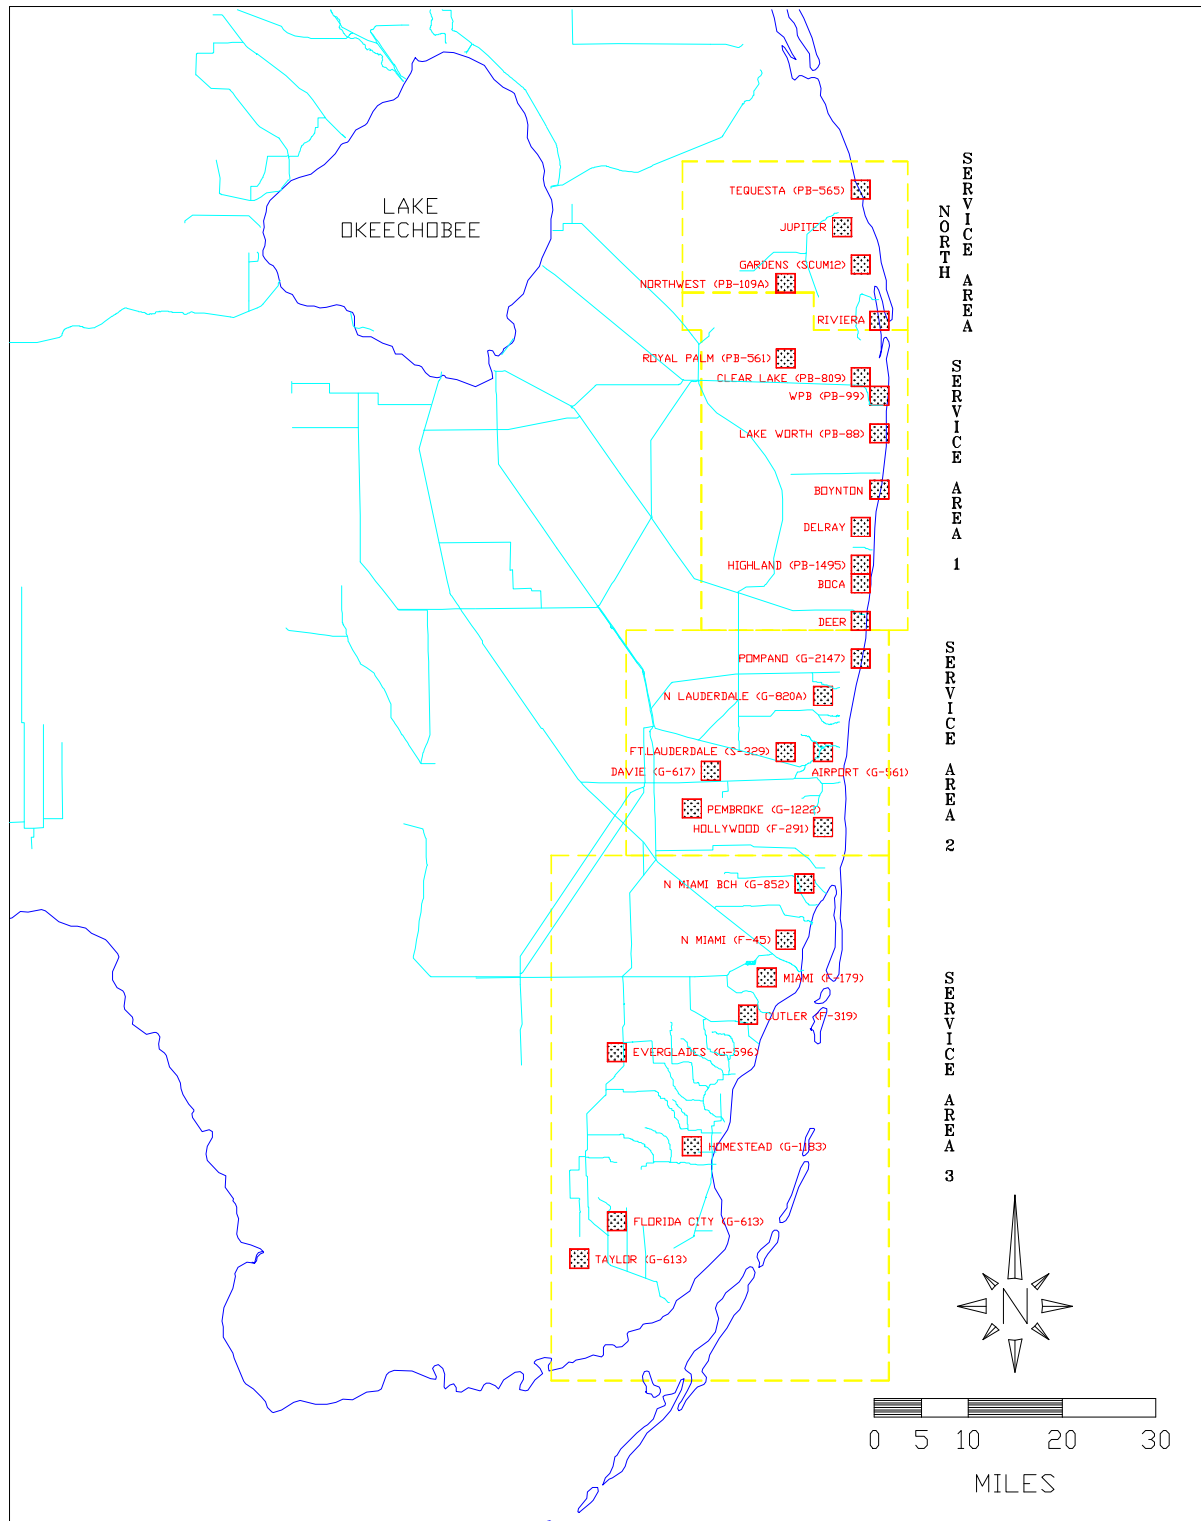 LAKE
OKEECHOBEE
TEQUESTA (PB-565)
JUPITER
GARDENS (SCUM12)
NORTHWEST (PB-109A)
RIVIERA
NORTH
SERVICE AREA
ROYAL PALM (PB-561)
CLEAR LAKE (PB-809)
WPB (PB-99)
LAKE WORTH (PB-88)
BOYNTON
DELRAY
HIGHLAND (PB-1495)
BOCA
DEER
SERVICE AREA 1
POMPANO (G-2147)
N LAUDERDALE (G-820A)
FT.LAUDERDALE (S-329)
AIRPORT (G-561)
DAVIE (G-617)
PEMBROKE (G-1222)
HOLLYWOOD (F-291)
SERVICE AREA 2
N MIAMI BCH (G-852)
N MIAMI (F-45)
MIAMI (F-179)
CUTLER (F-319)
EVERGLADES (G-596)
HOMESTEAD (G-1183)
FLORIDA CITY (G-613)
TAYLOR (G-613)
SERVICE AREA 3
N
0 5 10 20 30
MILES